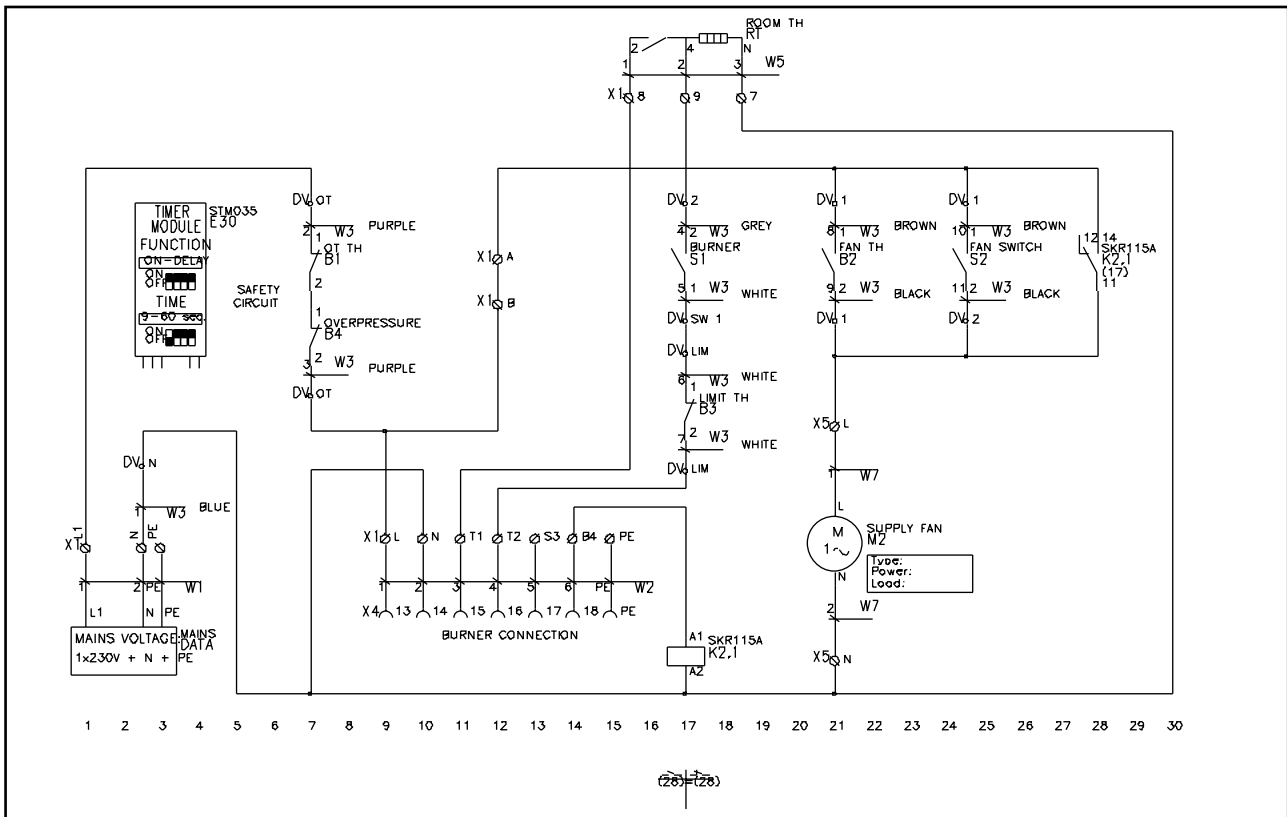 ROOM TH
RT
2 4 N
1 2 3 W5
X1 8 9 7
DV OT DV 2 DV 1 DV 1
TIMER MODULE STM035
E30
FUNCTION
ON-DELAY
ON
OFF
TIME
9-60 sec.
ON
OFF
2 W3 PURPLE
1
OT TH
B1
2
SAFETY
CIRCUIT
1
OVERPRESSURE
B4
2
3 W3 PURPLE
DV OT
X1 A
X1 B
4 2 W3 GREY
BURNER
S1
5 1 W3 WHITE
DV SW 1
DV LIM
6 W3 WHITE
1
LIMIT TH
B3
2
7 W3 WHITE
DV LIM
8 1 W3 BROWN
FAN TH
B2
9 2 W3 BLACK
DV 1
10 1 W3 BROWN
FAN SWITCH
S2
11 2 W3 BLACK
DV 2
12 14
SKR115A
K2,1
(17)
11
DV N
1 W3 BLUE
L1 N PE
X1
1 2 PE W1
L1 N PE
MAINS VOLTAGE: MAINS
DATA
1x230V + N + PE
X1 L N T1 T2 S3 B4 PE
1 2 3 4 5 6 PE W2
X4 13 14 15 16 17 18 PE
BURNER CONNECTION
A1 SKR115A
K2,1
A2
X5 L
1 W7
L
M
1~
SUPPLY FAN
M2
Type:
Power:
Load:
N
2 W7
X5 N
1 2 3 4 5 6 7 8 9 10 11 12 13 14 15 16 17 18 19 20 21 22 23 24 25 26 27 28 29 30
(28)=(28)